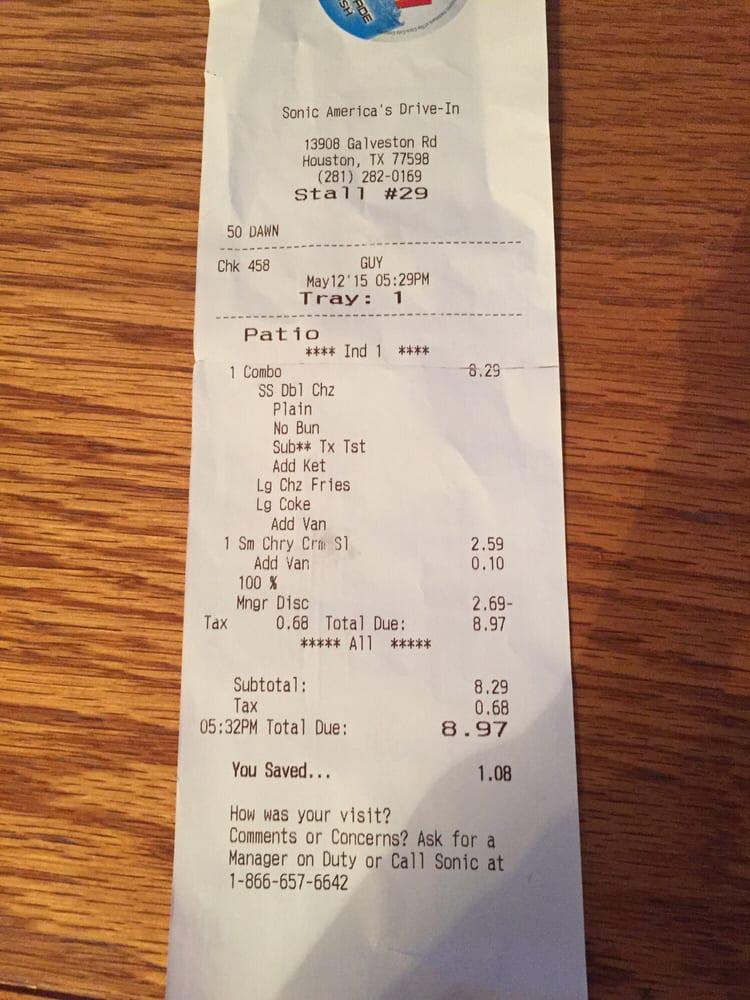 Sonic America's Drive-In
13908 Galveston Rd
Houston, TX 77598
(281) 282-0169
Stall #29
50 DAWN
Chk 458 GUY
May12'15 05:29PM
Tray: 1
Patio
**** Ind 1 ****
1 Combo 8.29
SS Dbl Chz
Plain
No Bun
Sub** Tx Tst
Add Ket
Lg Chz Fries
Lg Coke
Add Van
1 Sm Chry Crm Sl 2.59
Add Van 0.10
100 %
Mngr Disc 2.69-
Tax 0.68 Total Due: 8.97
***** All *****
Subtotal: 8.29
Tax 0.68
05:32PM Total Due: 8.97
You Saved... 1.08
How was your visit?
Comments or Concerns? Ask for a
Manager on Duty or Call Sonic at
1-866-657-6642